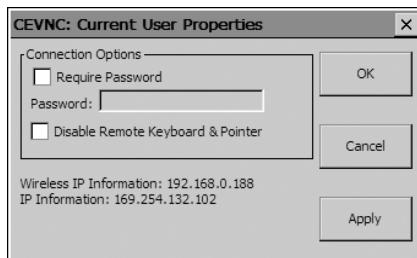 CEVNC: Current User Properties
Connection Options
Require Password
OK
Password:
Disable Remote Keyboard & Pointer
Cancel
Wireless IP Information: 192.168.0.188
IP Information: 169.254.132.102
Apply